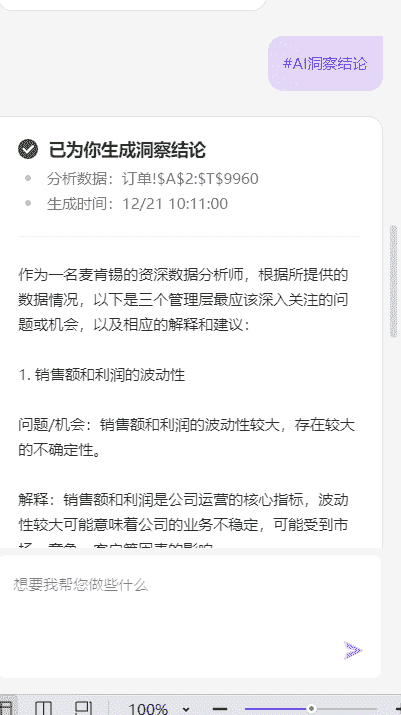 #AI洞察结论
已为你生成洞察结论
分析数据：订单!$A$2:$T$9960
生成时间：12/21 10:11:00
作为一名麦肯锡的资深数据分析师，根据所提供的
数据情况，以下是三个管理层最应该深入关注的问
题或机会，以及相应的解释和建议：
1. 销售额和利润的波动性
问题/机会：销售额和利润的波动性较大，存在较大
的不确定性。
解释：销售额和利润是公司运营的核心指标，波动
性较大可能意味着公司的业务不稳定，可能受到市
想要我帮您做些什么
100%